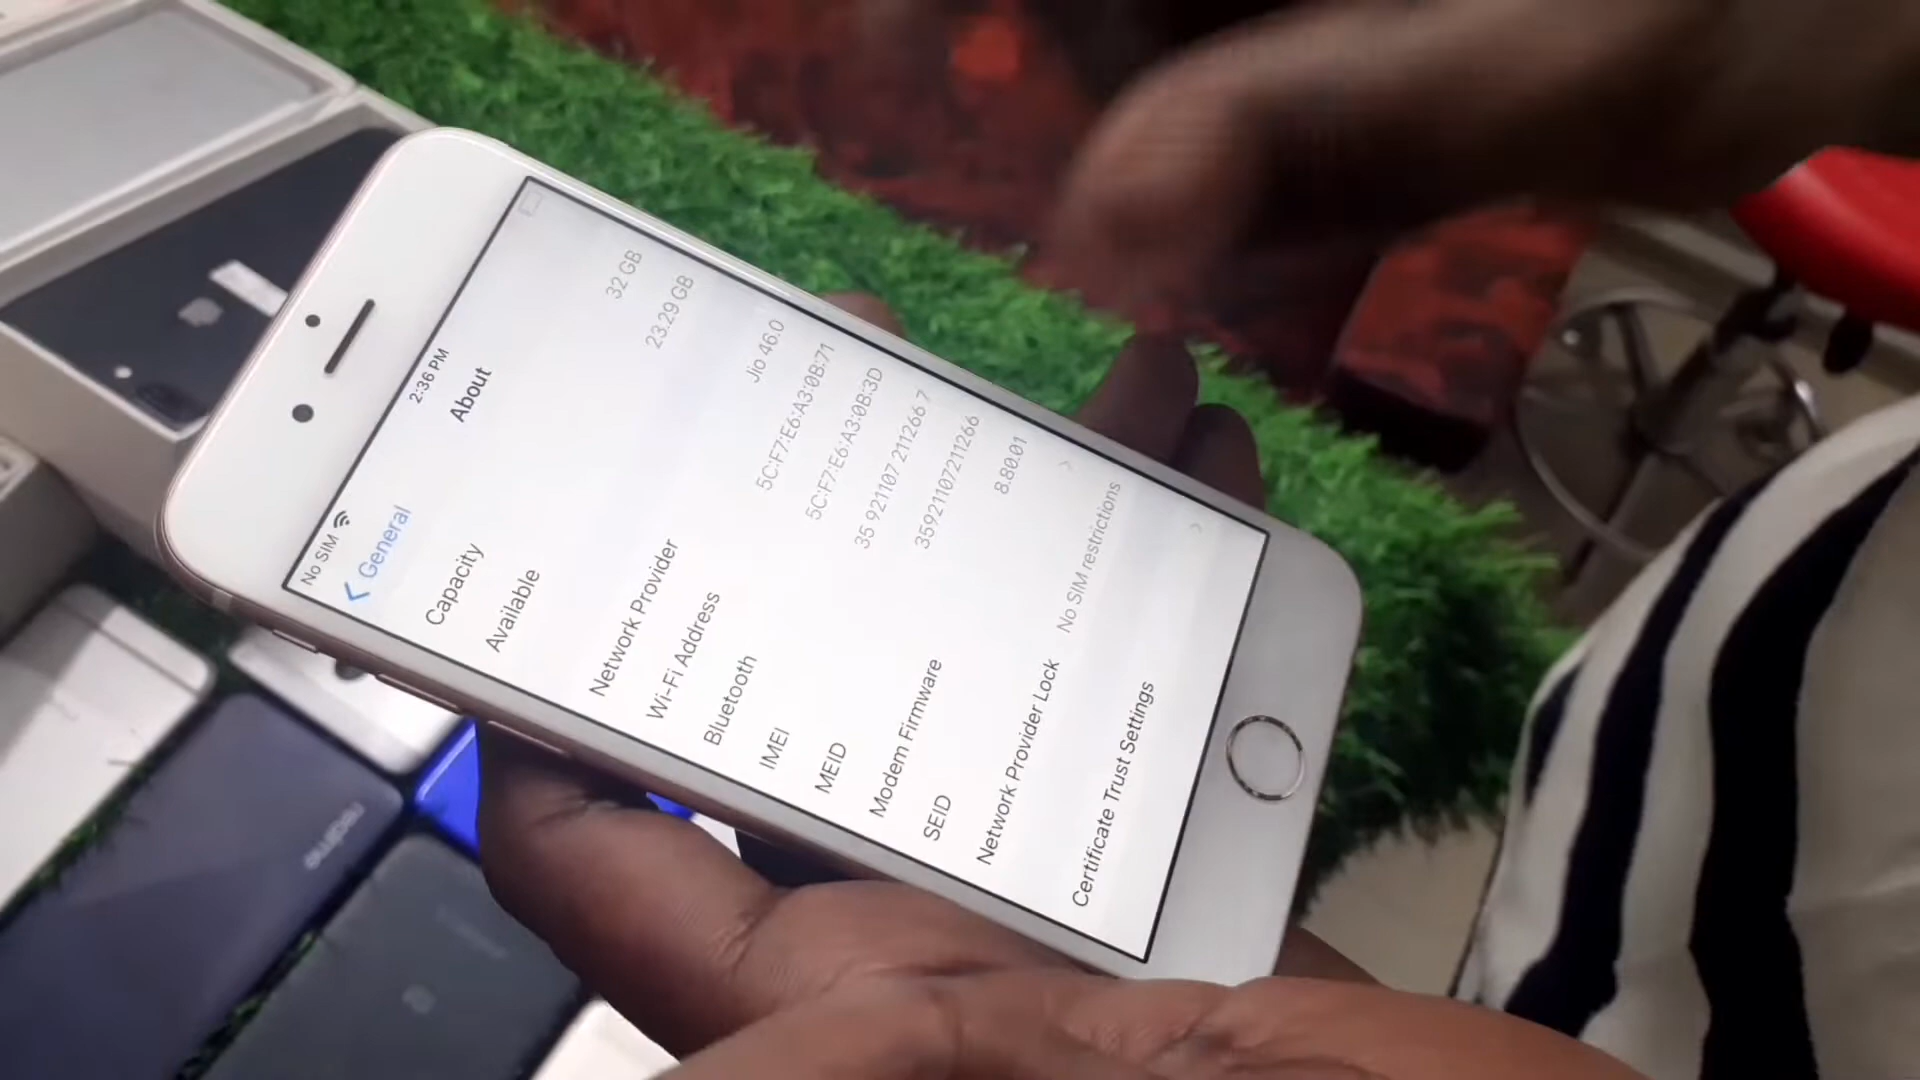 No SIM 2:36 PM
General About
Capacity 32 GB
Available 23.29 GB
Network Provider Jio 46.0
Wi-Fi Address 5C:F7:E6:A3:0B:71
Bluetooth 5C:F7:E6:A3:0B:3D
IMEI 35 921107 211266 7
MEID 35921107211266
Modem Firmware 8.80.01
SEID
Network Provider Lock No SIM restrictions
Certificate Trust Settings
realme